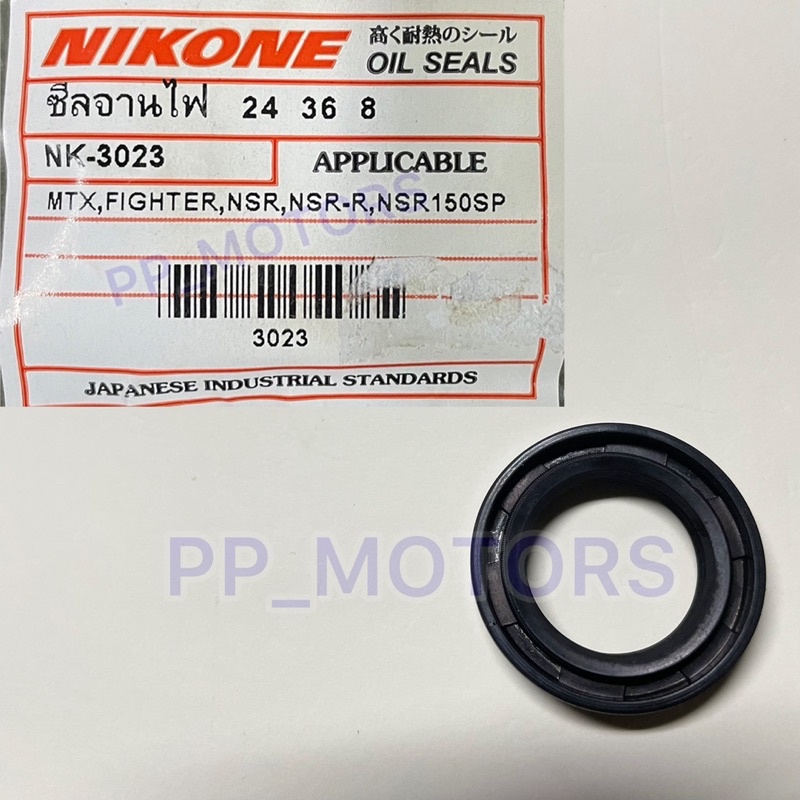 NIKONE
高く耐熱のシール
OIL SEALS
ซีลจานไฟ 24 36 8
NK-3023
APPLICABLE
MTX,FIGHTER,NSR,NSR-R,NSR150SP
PP_MOTORS
3023
JAPANESE INDUSTRIAL STANDARDS
PP_MOTORS